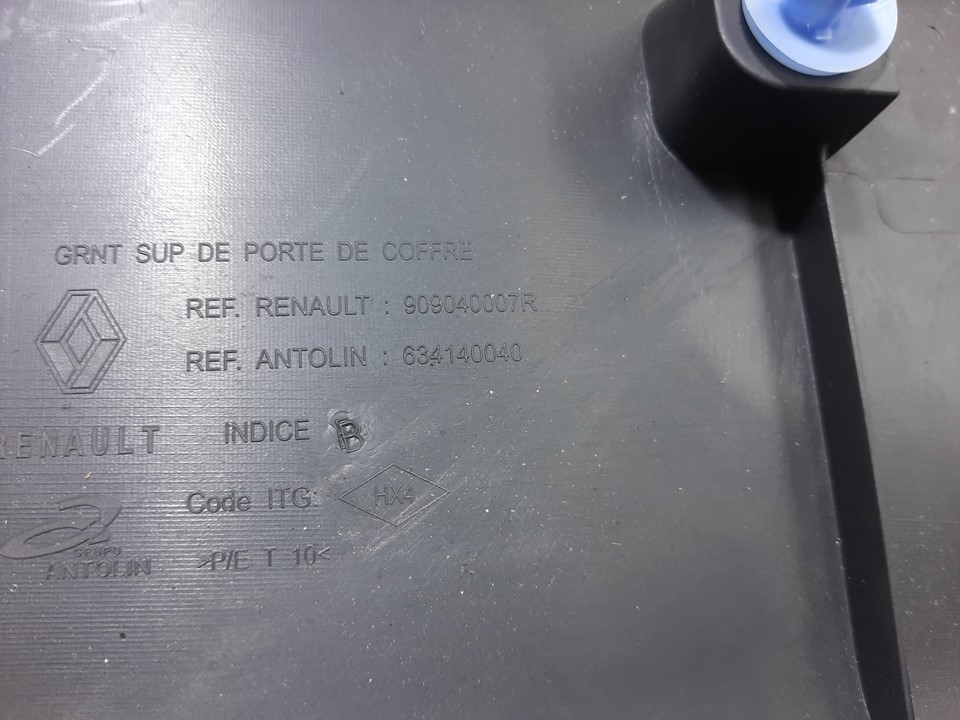 GRNT SUP DE PORTE DE COFFRE
REF. RENAULT : 909040007R
REF. ANTOLIN : 634140040
RENAULT
INDICE
Code ITG: HX4
GRUPO
ANTOLIN
>P/E T 10<